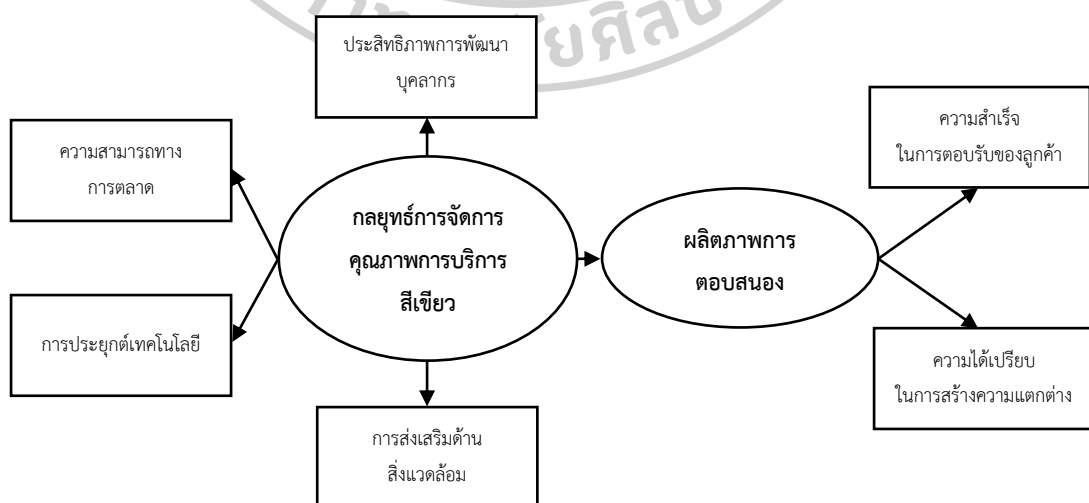 ประสิทธิภาพการพัฒนา
บุคลากร
ความสามารถทาง
การตลาด
ความสำเร็จ
ในการตอบรับของลูกค้า
กลยุทธ์การจัดการ
คุณภาพการบริการ
สีเขียว
ผลิตภาพการ
ตอบสนอง
การประยุกต์เทคโนโลยี
ความได้เปรียบ
ในการสร้างความแตกต่าง
การส่งเสริมด้าน
สิ่งแวดล้อม